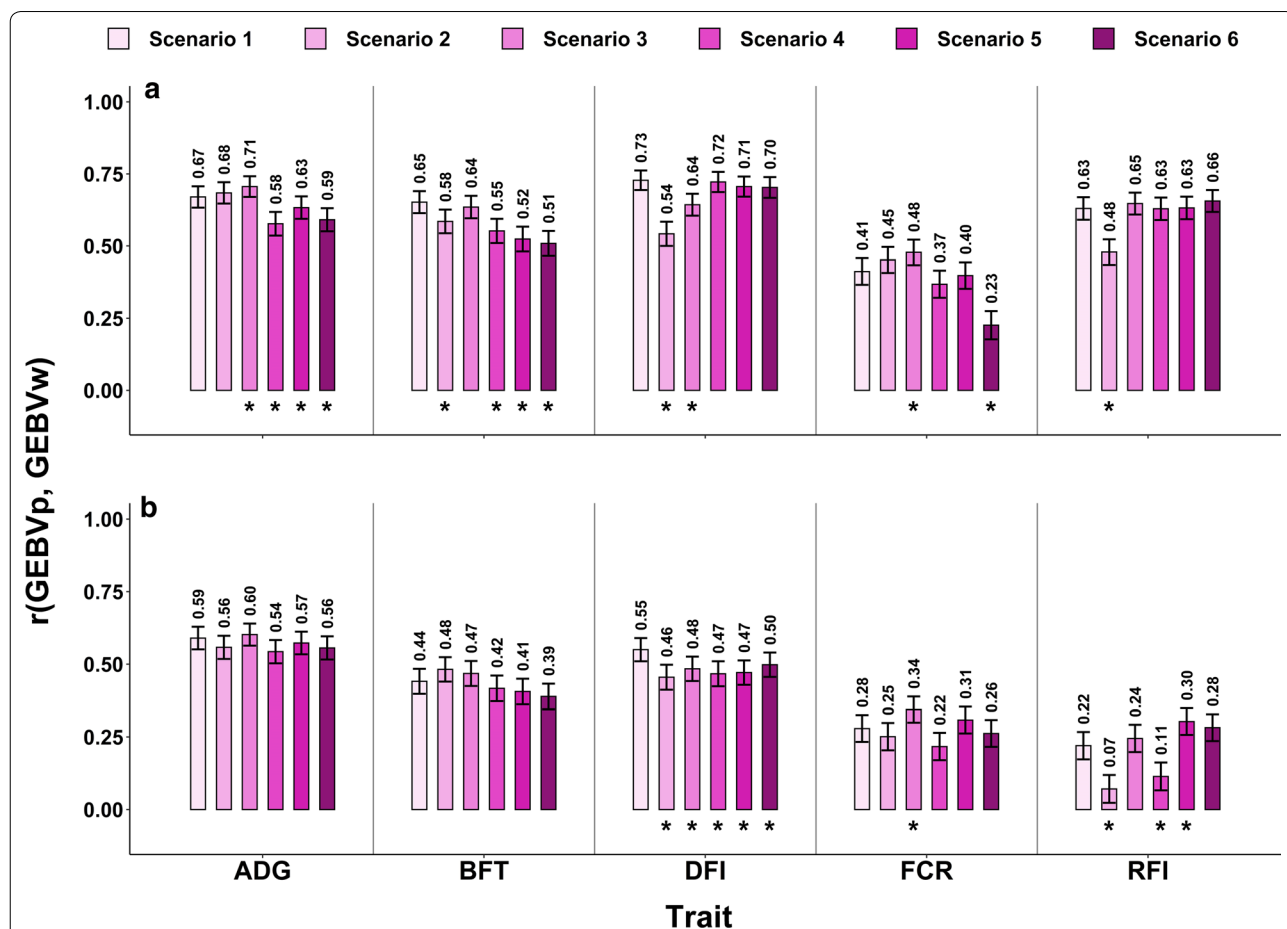 Scenario 1 Scenario 2 Scenario 3 Scenario 4 Scenario 5 Scenario 6
r(GEBVp, GEBVw)
a
1.00
0.75
0.50
0.25
0.00
0.67 0.68 0.71 0.58 0.63 0.59
0.65 0.58 0.64 0.55 0.52 0.51
0.73 0.54 0.64 0.72 0.71 0.70
0.41 0.45 0.48 0.37 0.40 0.23
0.63 0.48 0.65 0.63 0.63 0.66
* * * * * * * * * * * * *
b
1.00
0.75
0.50
0.25
0.00
0.59 0.56 0.60 0.54 0.57 0.56
0.44 0.48 0.47 0.42 0.41 0.39
0.55 0.46 0.48 0.47 0.47 0.50
0.28 0.25 0.34 0.22 0.31 0.26
0.22 0.07 0.24 0.11 0.30 0.28
* * * * * * * * *
ADG BFT DFI FCR RFI
Trait